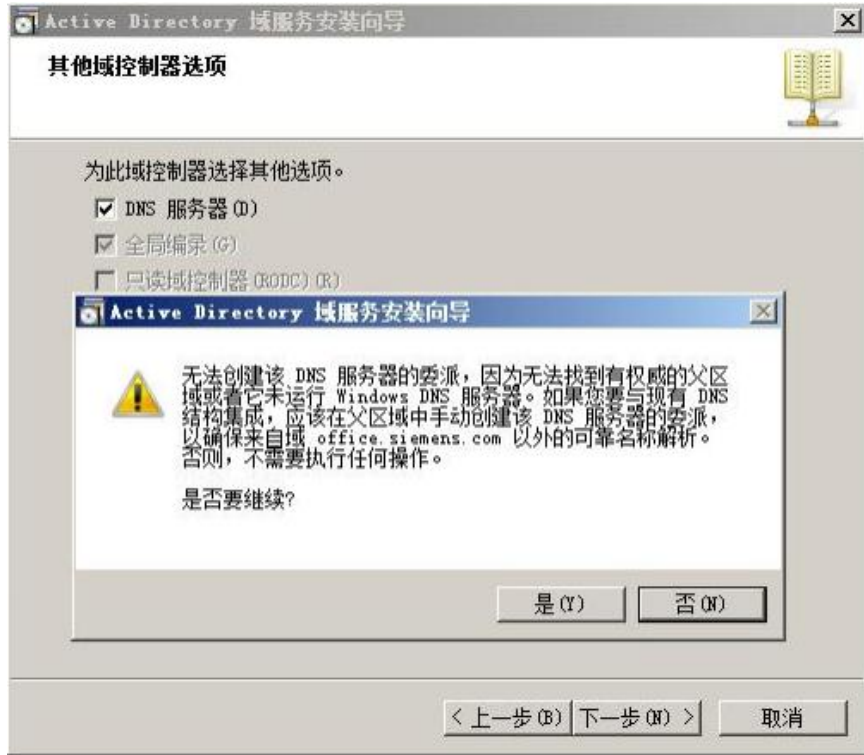 Active Directory 域服务安装向导
其他域控制器选项
为此域控制器选择其他选项。
DNS 服务器(D)
全局编录(G)
只读域控制器(RODC)(R)
Active Directory 域服务安装向导
无法创建该 DNS 服务器的委派，因为无法找到有权威的父区
域或者它未运行 Windows DNS 服务器。如果您要与现有 DNS
结构集成，应该在父区域中手动创建该 DNS 服务器的委派，
以确保来自域 office.siemens.com 以外的可靠名称解析。
否则，不需要执行任何操作。
是否要继续?
是(Y)
否(N)
< 上一步(B)
下一步(N) >
取消